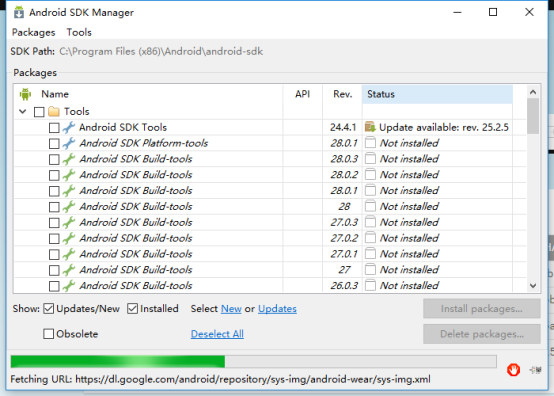 Android SDK Manager
Packages Tools
SDK Path: C:\Program Files (x86)\Android\android-sdk
Packages
Name API Rev. Status
Tools
Android SDK Tools 24.4.1 Update available: rev. 25.2.5
Android SDK Platform-tools 28.0.1 Not installed
Android SDK Build-tools 28.0.3 Not installed
Android SDK Build-tools 28.0.2 Not installed
Android SDK Build-tools 28.0.1 Not installed
Android SDK Build-tools 28 Not installed
Android SDK Build-tools 27.0.3 Not installed
Android SDK Build-tools 27.0.2 Not installed
Android SDK Build-tools 27.0.1 Not installed
Android SDK Build-tools 27 Not installed
Android SDK Build-tools 26.0.3 Not installed
Show: Updates/New Installed Select New or Updates Install packages...
Obsolete Deselect All Delete packages...
Fetching URL: https://dl.google.com/android/repository/sys-img/android-wear/sys-img.xml